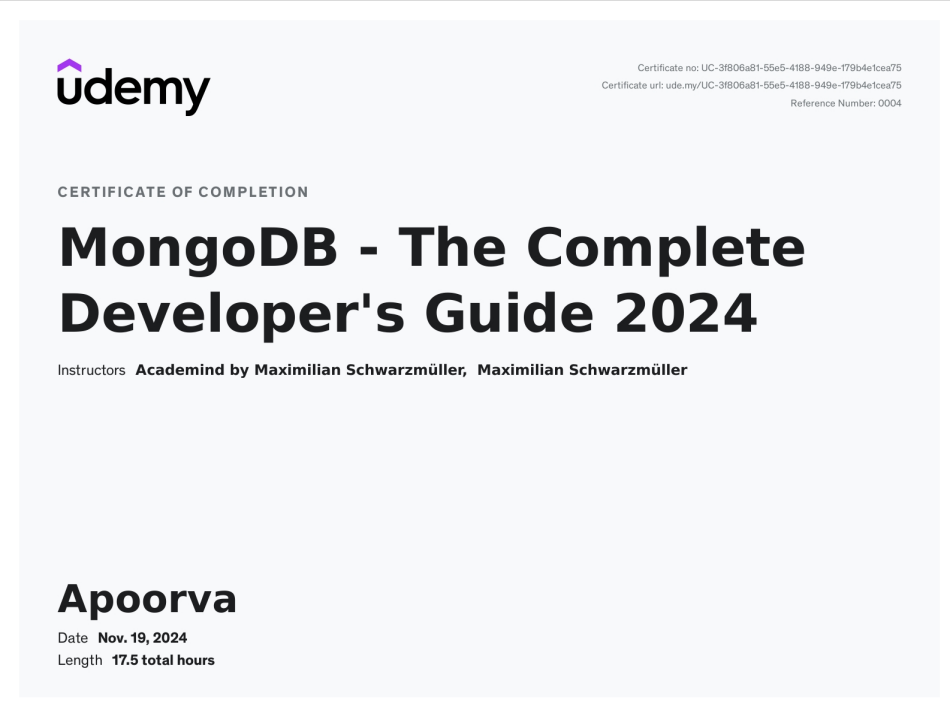 udemy
Certificate no: UC-3f806a81-55e5-4188-949e-179b4e1cea75
Certificate url: ude.my/UC-3f806a81-55e5-4188-949e-179b4e1cea75
Reference Number: 0004
CERTIFICATE OF COMPLETION
MongoDB - The Complete
Developer's Guide 2024
Instructors Academind by Maximilian Schwarzmüller, Maximilian Schwarzmüller
Apoorva
Date Nov. 19, 2024
Length 17.5 total hours